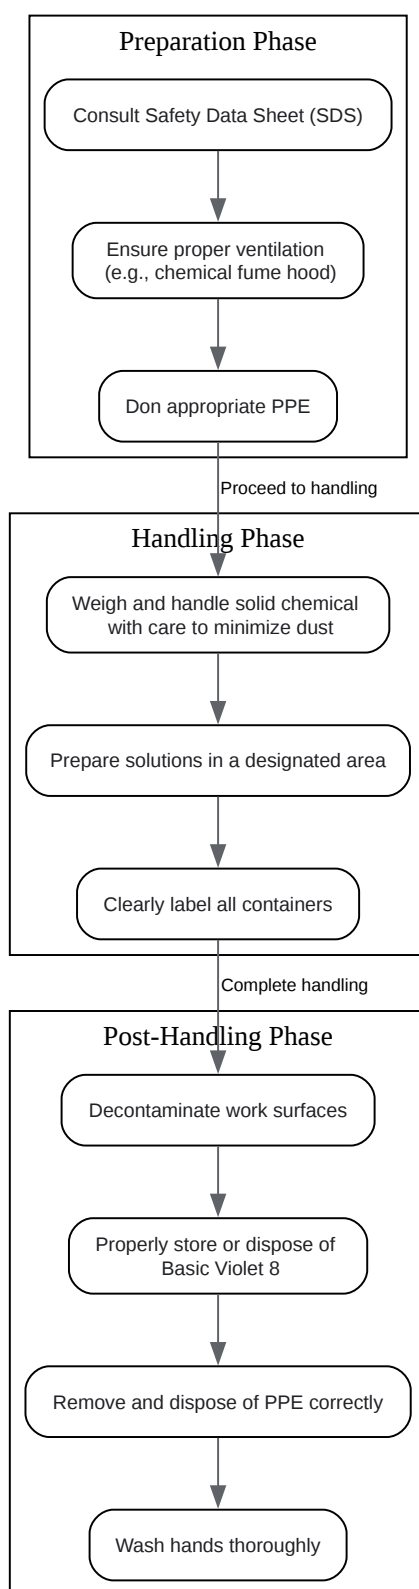 Preparation Phase
Consult Safety Data Sheet (SDS)
Ensure proper ventilation
(e.g., chemical fume hood)
Don appropriate PPE
Proceed to handling
Handling Phase
Weigh and handle solid chemical
with care to minimize dust
Prepare solutions in a designated area
Clearly label all containers
Complete handling
Post-Handling Phase
Decontaminate work surfaces
Properly store or dispose of
Basic Violet 8
Remove and dispose of PPE correctly
Wash hands thoroughly